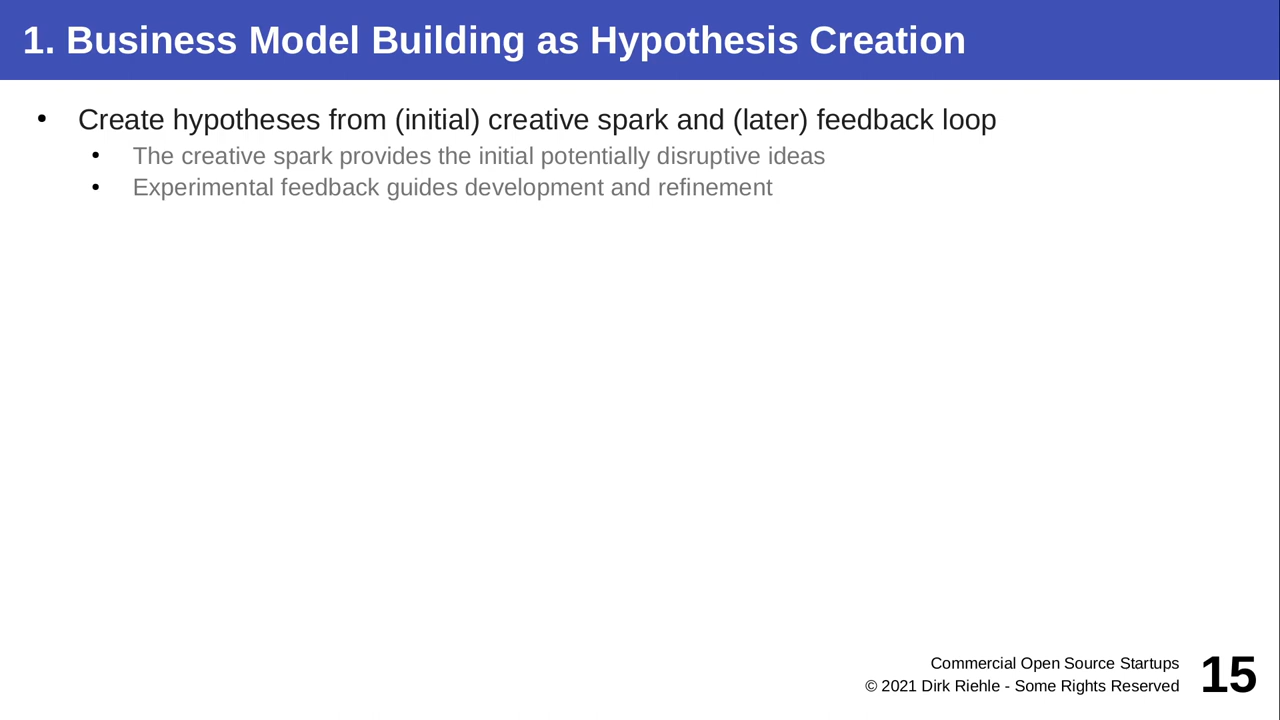 1. Business Model Building as Hypothesis Creation
• Create hypotheses from (initial) creative spark and (later) feedback loop
• The creative spark provides the initial potentially disruptive ideas
• Experimental feedback guides development and refinement
Commercial Open Source Startups
© 2021 Dirk Riehle - Some Rights Reserved
15